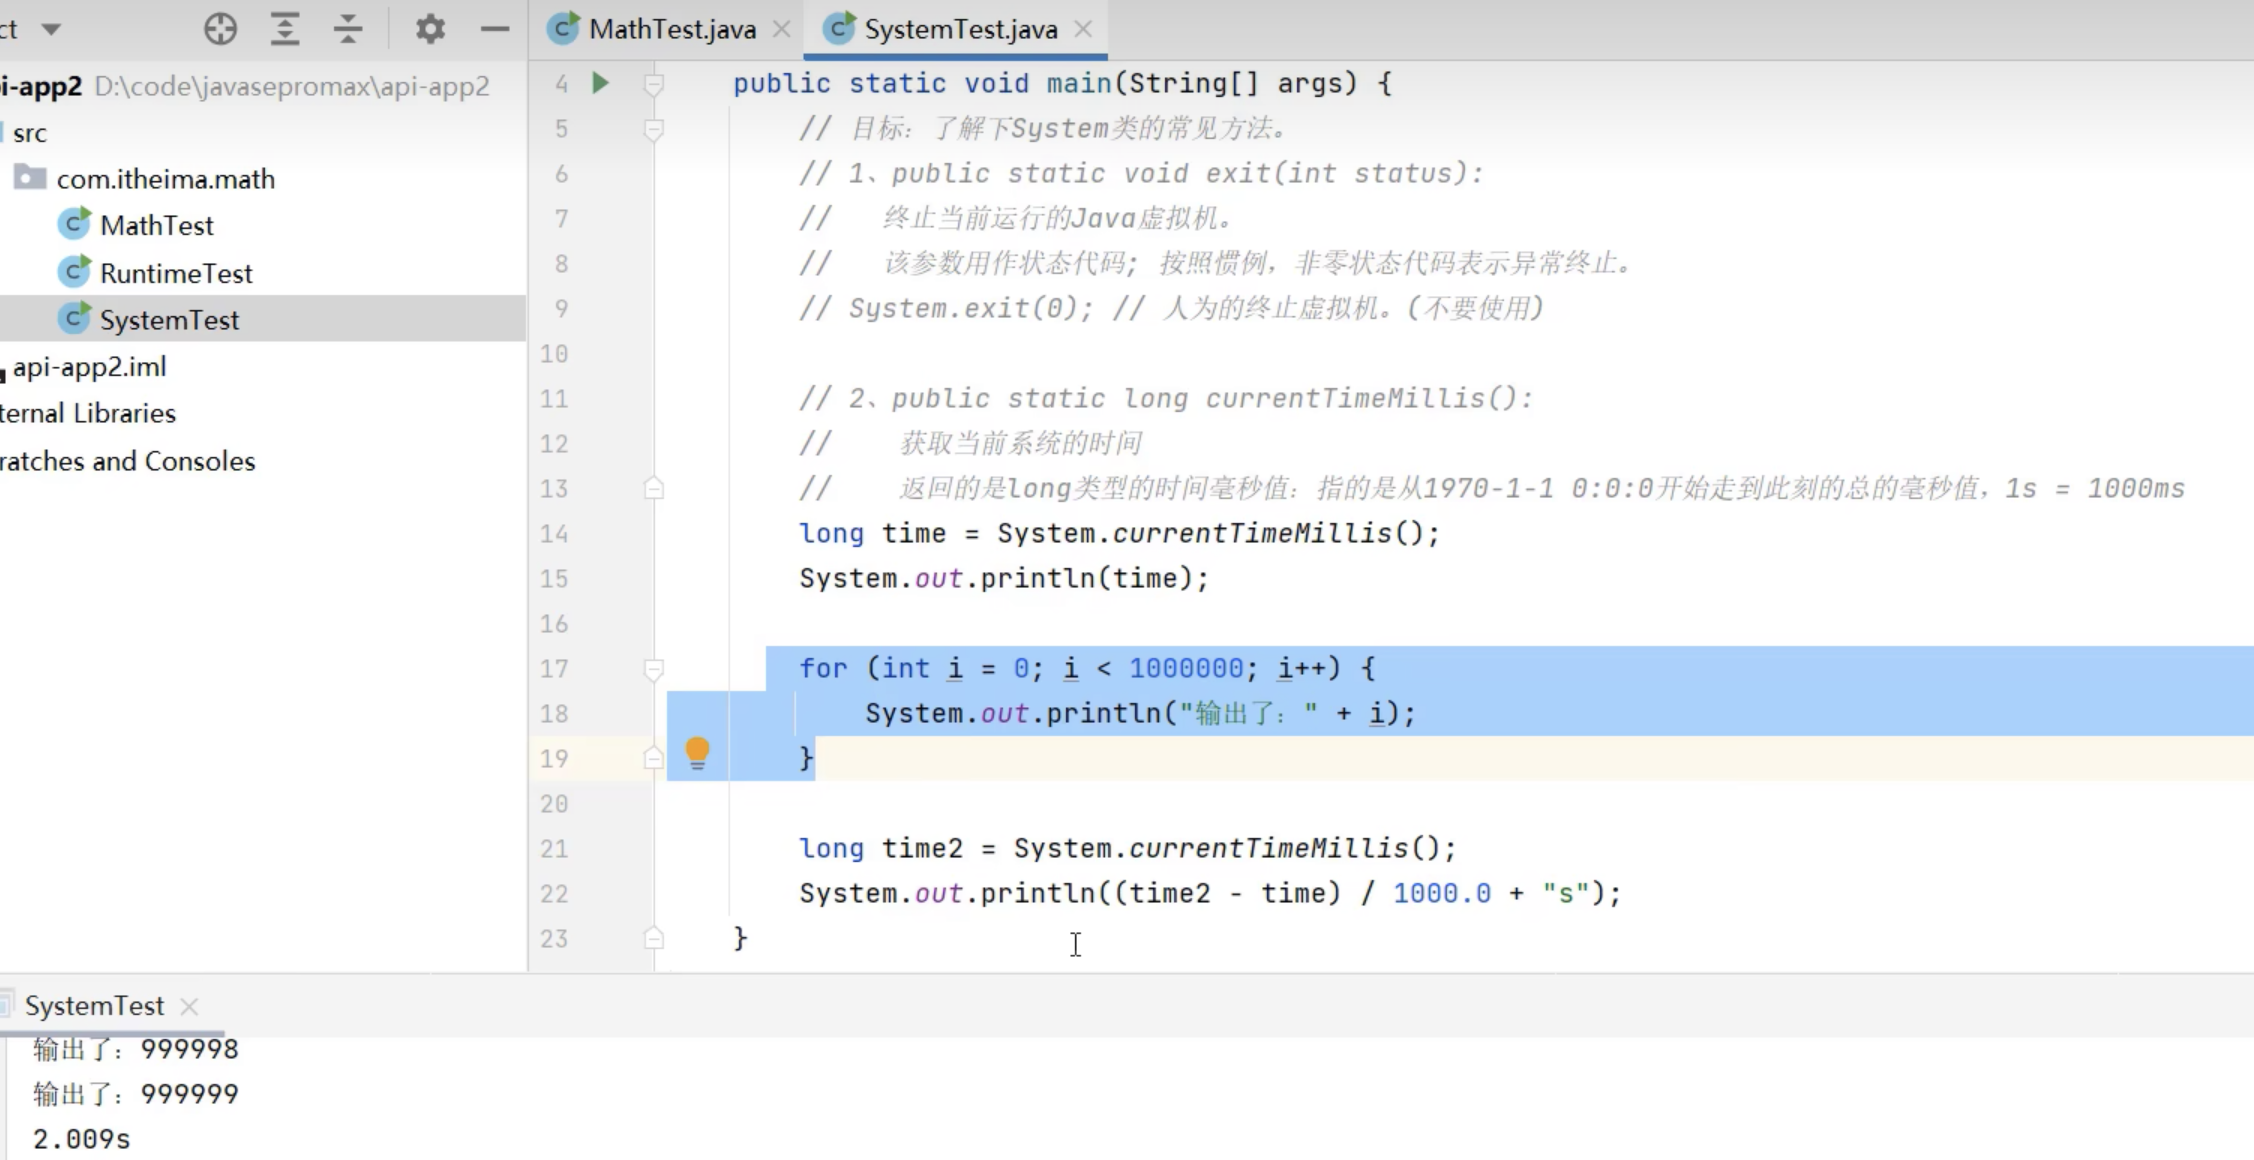 ct
MathTest.java
SystemTest.java
i-app2 D:\code\javasepromax\api-app2
src
com.itheima.math
MathTest
RuntimeTest
SystemTest
api-app2.iml
ternal Libraries
ratches and Consoles
4 public static void main(String[] args) {
5 // 目标：了解下System类的常见方法。
6 // 1、public static void exit(int status):
7 // 终止当前运行的Java虚拟机。
8 // 该参数用作状态代码; 按照惯例，非零状态代码表示异常终止。
9 // System.exit(0); // 人为的终止虚拟机。(不要使用)
10
11 // 2、public static long currentTimeMillis():
12 // 获取当前系统的时间
13 // 返回的是long类型的时间毫秒值：指的是从1970-1-1 0:0:0开始走到此刻的总的毫秒值，1s = 1000ms
14 long time = System.currentTimeMillis();
15 System.out.println(time);
16
17 for (int i = 0; i < 1000000; i++) {
18 System.out.println("输出了：" + i);
19 }
20
21 long time2 = System.currentTimeMillis();
22 System.out.println((time2 - time) / 1000.0 + "s");
23 }
SystemTest
输出了：999998
输出了：999999
2.009s